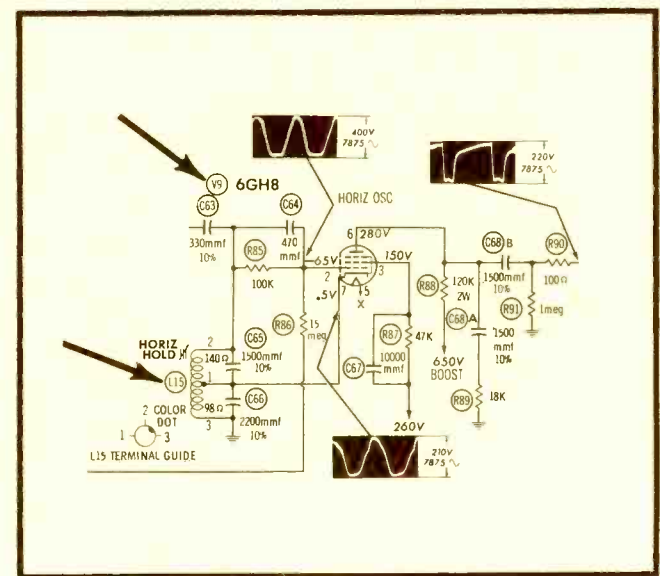 400V
7875 ∿
220V
7875 ∿
V9 6GH8
C63
C64
HORIZ OSC
330mmf
10%
470
mmf
R85
100K
-65V
6 280V
150V
2
3
.5V
7
5
X
R88
120K
2W
C68 B
1500mmf
10%
R90
100Ω
R91
1meg
C68 A
1500
mmf
10%
R86
15
meg
R87
47K
10000
mmf
C67
650V
BOOST
R89
18K
260V
HORIZ
HOLD
2
140Ω
C65
1500mmf
10%
L15
1
98Ω
C66
2200mmf
10%
3
2 COLOR
DOT
1 3
L15 TERMINAL GUIDE
210V
7875 ∿